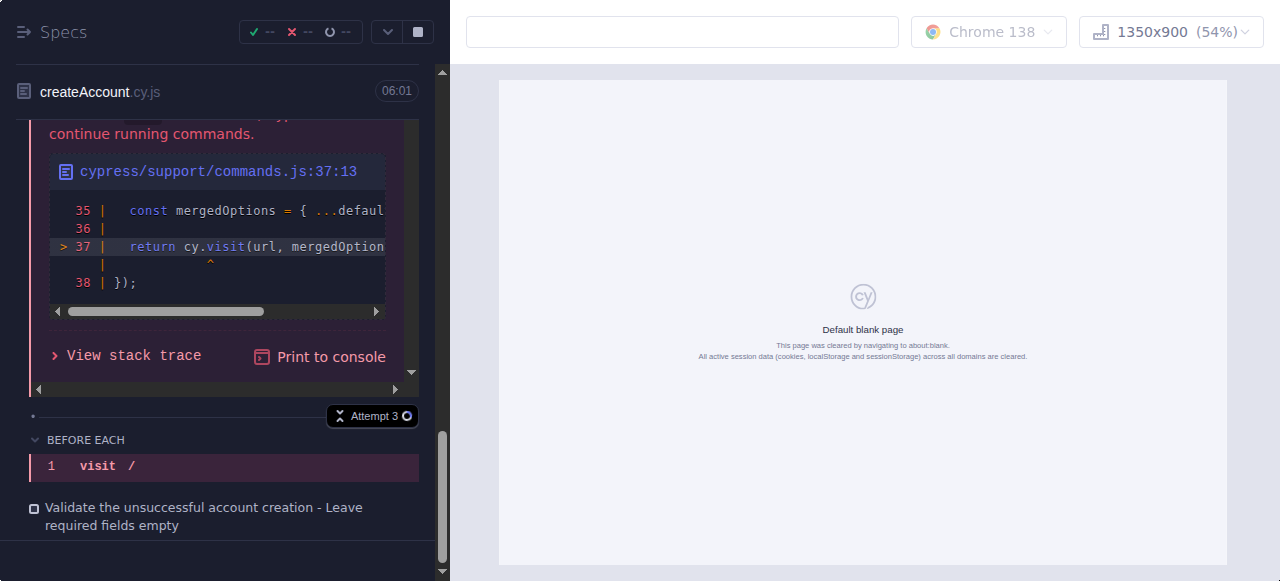 Specs
--
--
--
Chrome 138
1350x900 (54%)
createAccount.cy.js
06:01
continue running commands.
cypress/support/commands.js:37:13
35 |   const mergedOptions = { ...defaul
36 |
> 37 |   return cy.visit(url, mergedOption
|             ^
38 | });
View stack trace
Print to console
Attempt 3
BEFORE EACH
1 visit /
Validate the unsuccessful account creation - Leave
required fields empty
cy
Default blank page
This page was cleared by navigating to about:blank.
All active session data (cookies, localStorage and sessionStorage) across all domains are cleared.